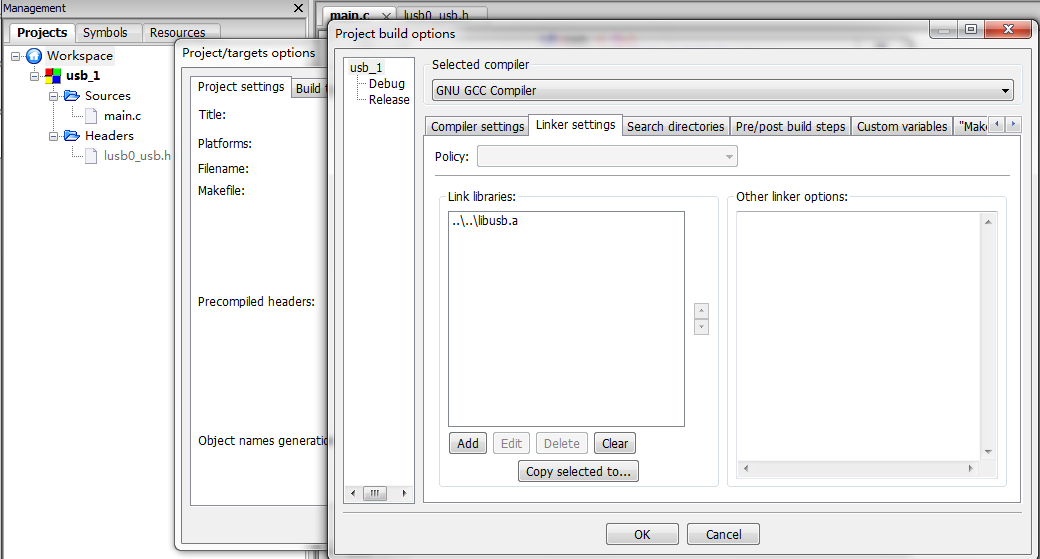 Management
Projects
Symbols
Resources
Workspace
usb_1
Sources
main.c
Headers
lusb0_usb.h
main.c
lusb0_usb.h
Project/targets options
Project settings
Build t
Title:
Platforms:
Filename:
Makefile:
Precompiled headers:
Object names generatio
Project build options
usb_1
Debug
Release
Selected compiler
GNU GCC Compiler
Compiler settings
Linker settings
Search directories
Pre/post build steps
Custom variables
"Make
Policy:
Link libraries:
..\..\libusb.a
Add
Edit
Delete
Clear
Copy selected to...
Other linker options:
OK
Cancel